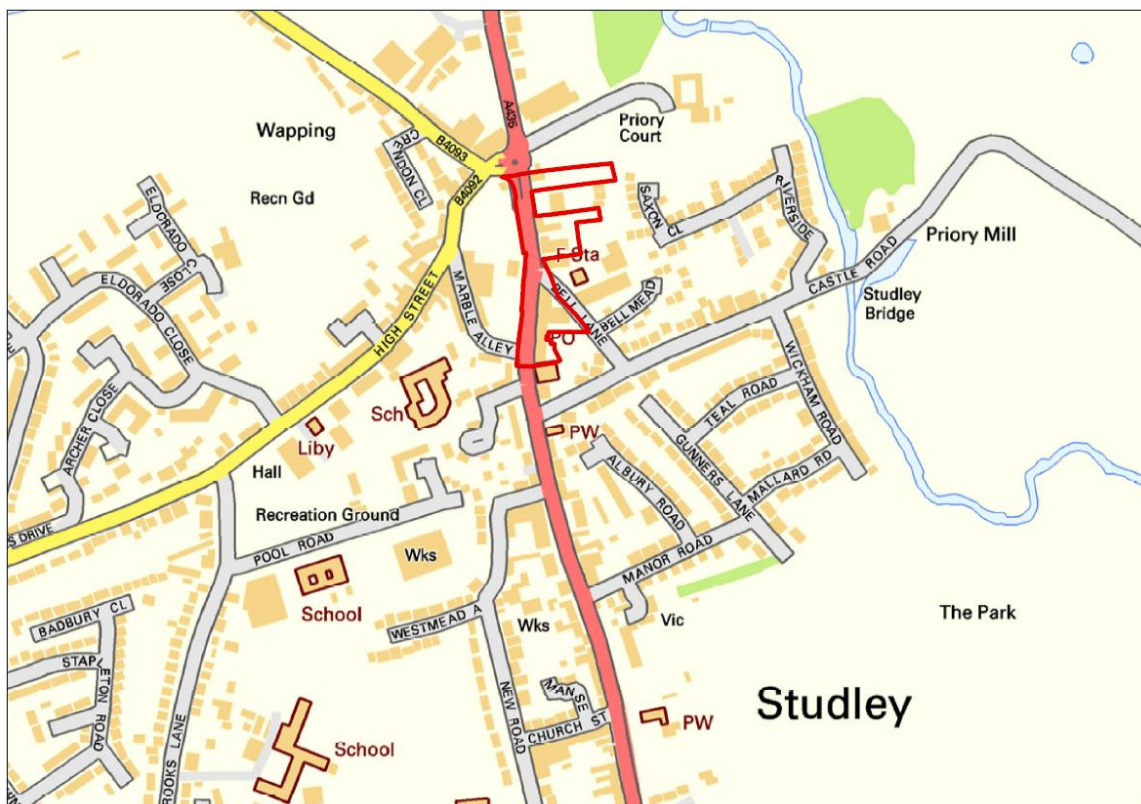 A436
Priory
Court
Wapping
B4093
CRENDON CL
B4092
Recn Gd
ELDORADO CLOSE
SAXON CL
RIVERSIDE
Priory Mill
CASTLE ROAD
F Sta
ELDORADO CLOSE
MARBLE ALLEY
HIGH STREET
BELL LANE
BELL MEAD
Studley
Bridge
PO
WICKHAM ROAD
Sch
TEAL ROAD
ARCHER CLOSE
Liby
PW
GUNNERS LANE
Hall
ALBURY ROAD
MALLARD RD
Recreation Ground
S DRIVE
POOL ROAD
Wks
MANOR ROAD
School
The Park
BADBURY CL
WESTMEAD A
Wks
Vic
STAPLETON ROAD
MANSE
Studley
NEW ROAD
CHURCH ST
PW
School
ROOKS LANE